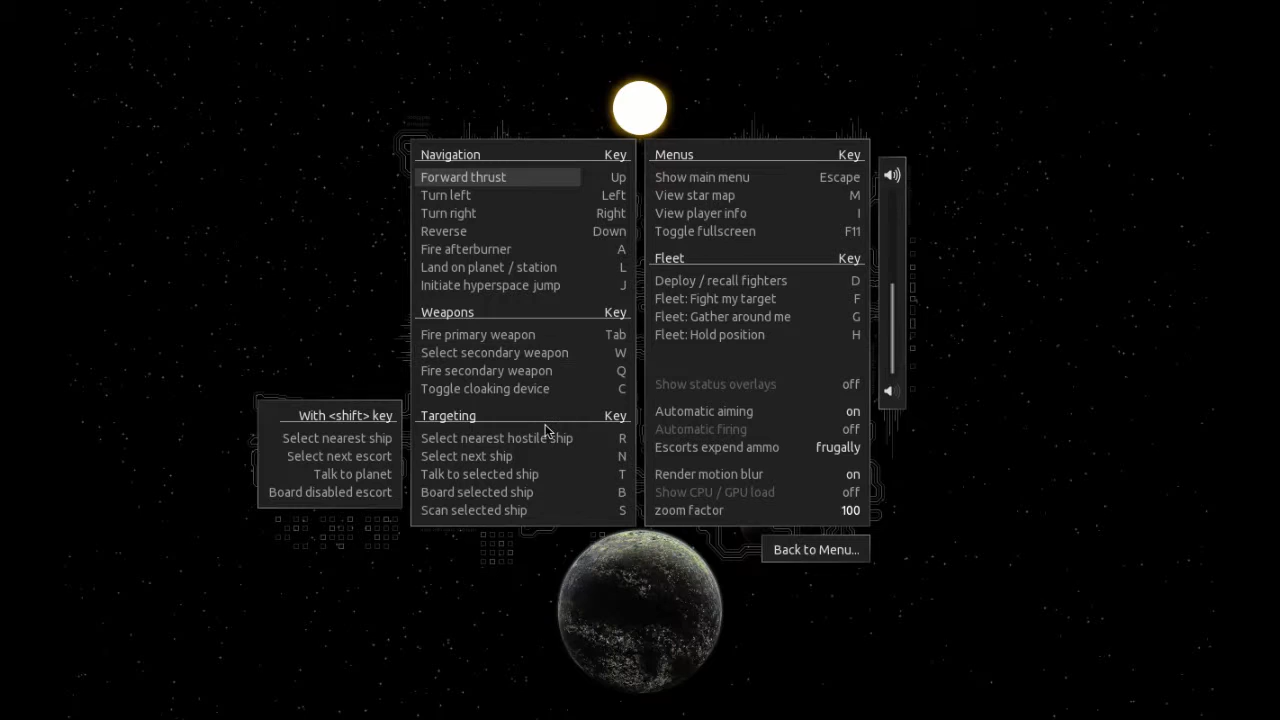 Navigation Key
Forward thrust Up
Turn left Left
Turn right Right
Reverse Down
Fire afterburner A
Land on planet / station L
Initiate hyperspace jump J
Weapons Key
Fire primary weapon Tab
Select secondary weapon W
Fire secondary weapon Q
Toggle cloaking device C
Targeting Key
Select nearest hostile ship R
Select next ship N
Talk to selected ship T
Board selected ship B
Scan selected ship S
With <shift> key
Select nearest ship
Select next escort
Talk to planet
Board disabled escort
Menus Key
Show main menu Escape
View star map M
View player info I
Toggle fullscreen F11
Fleet Key
Deploy / recall fighters D
Fleet: Fight my target F
Fleet: Gather around me G
Fleet: Hold position H
Show status overlays off
Automatic aiming on
Automatic firing off
Escorts expend ammo frugally
Render motion blur on
Show CPU / GPU load off
zoom factor 100
Back to Menu...